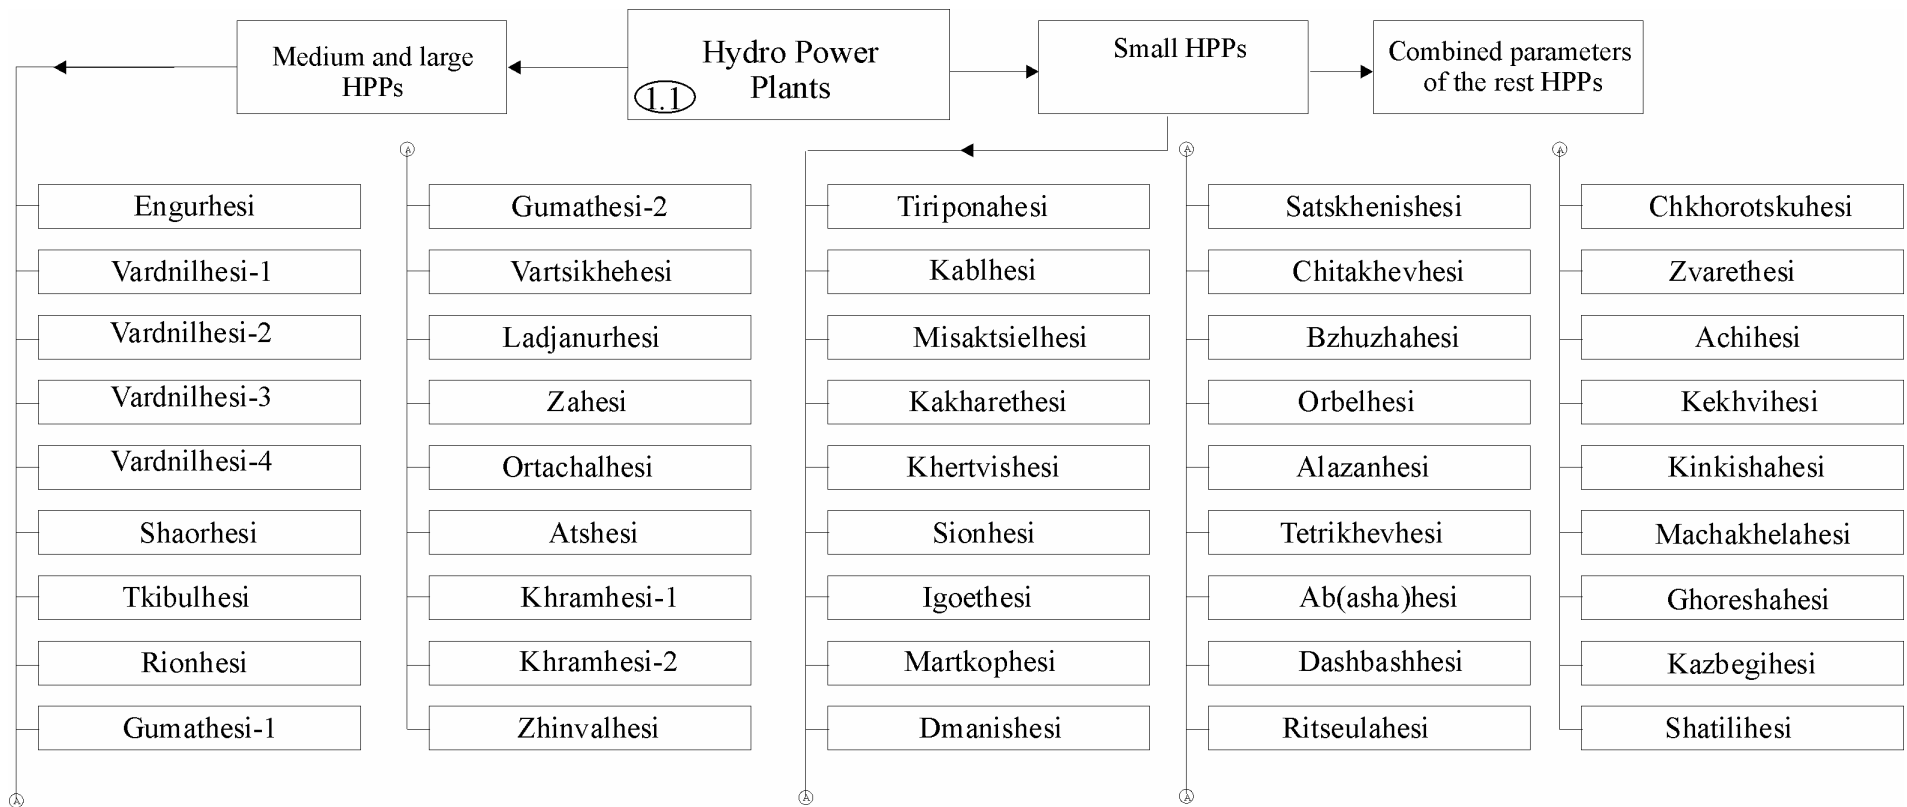 Medium and large
HPPs
Hydro Power
Plants
1.1
Small HPPs
Combined parameters
of the rest HPPs
A
Engurhesi
Vardnilhesi-1
Vardnilhesi-2
Vardnilhesi-3
Vardnilhesi-4
Shaorhesi
Tkibulhesi
Rionhesi
Gumathesi-1
A
Gumathesi-2
Vartsikhehesi
Ladjanurhesi
Zahesi
Ortachalhesi
Atshesi
Khramhesi-1
Khramhesi-2
Zhinvalhesi
Tiriponahesi
Kablhesi
Misaktsielhesi
Kakharethesi
Khertvishesi
Sionhesi
Igoethesi
Martkophesi
Dmanishesi
A
A
Satskhenishesi
Chitakhevhesi
Bzhuzhahesi
Orbelhesi
Alazanhesi
Tetrikhevhesi
Ab(asha)hesi
Dashbashhesi
Ritseulahesi
A
A
Chkhorotskuhesi
Zvarethesi
Achihesi
Kekhvihesi
Kinkishahesi
Machakhelahesi
Ghoreshahesi
Kazbegihesi
Shatilihesi